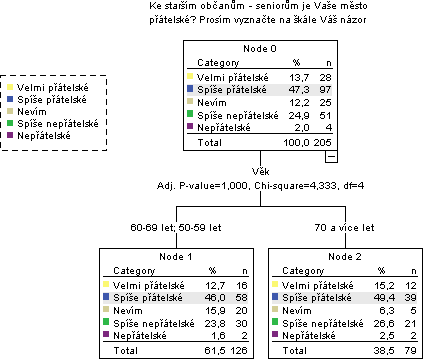 Ke starším občanům - seniorům je Vaše město
přátelské? Prosím vyznačte na škále Váš názor
Velmi přátelské
Spíše přátelské
Nevím
Spíše nepřátelské
Nepřátelské
Node 0
Category % n
Velmi přátelské 13,7 28
Spíše přátelské 47,3 97
Nevím 12,2 25
Spíše nepřátelské 24,9 51
Nepřátelské 2,0 4
Total 100,0 205
Věk
Adj. P-value=1,000, Chi-square=4,333, df=4
60-69 let; 50-59 let
70 a více let
Node 1
Category % n
Velmi přátelské 12,7 16
Spíše přátelské 46,0 58
Nevím 15,9 20
Spíše nepřátelské 23,8 30
Nepřátelské 1,6 2
Total 61,5 126
Node 2
Category % n
Velmi přátelské 15,2 12
Spíše přátelské 49,4 39
Nevím 6,3 5
Spíše nepřátelské 26,6 21
Nepřátelské 2,5 2
Total 38,5 79